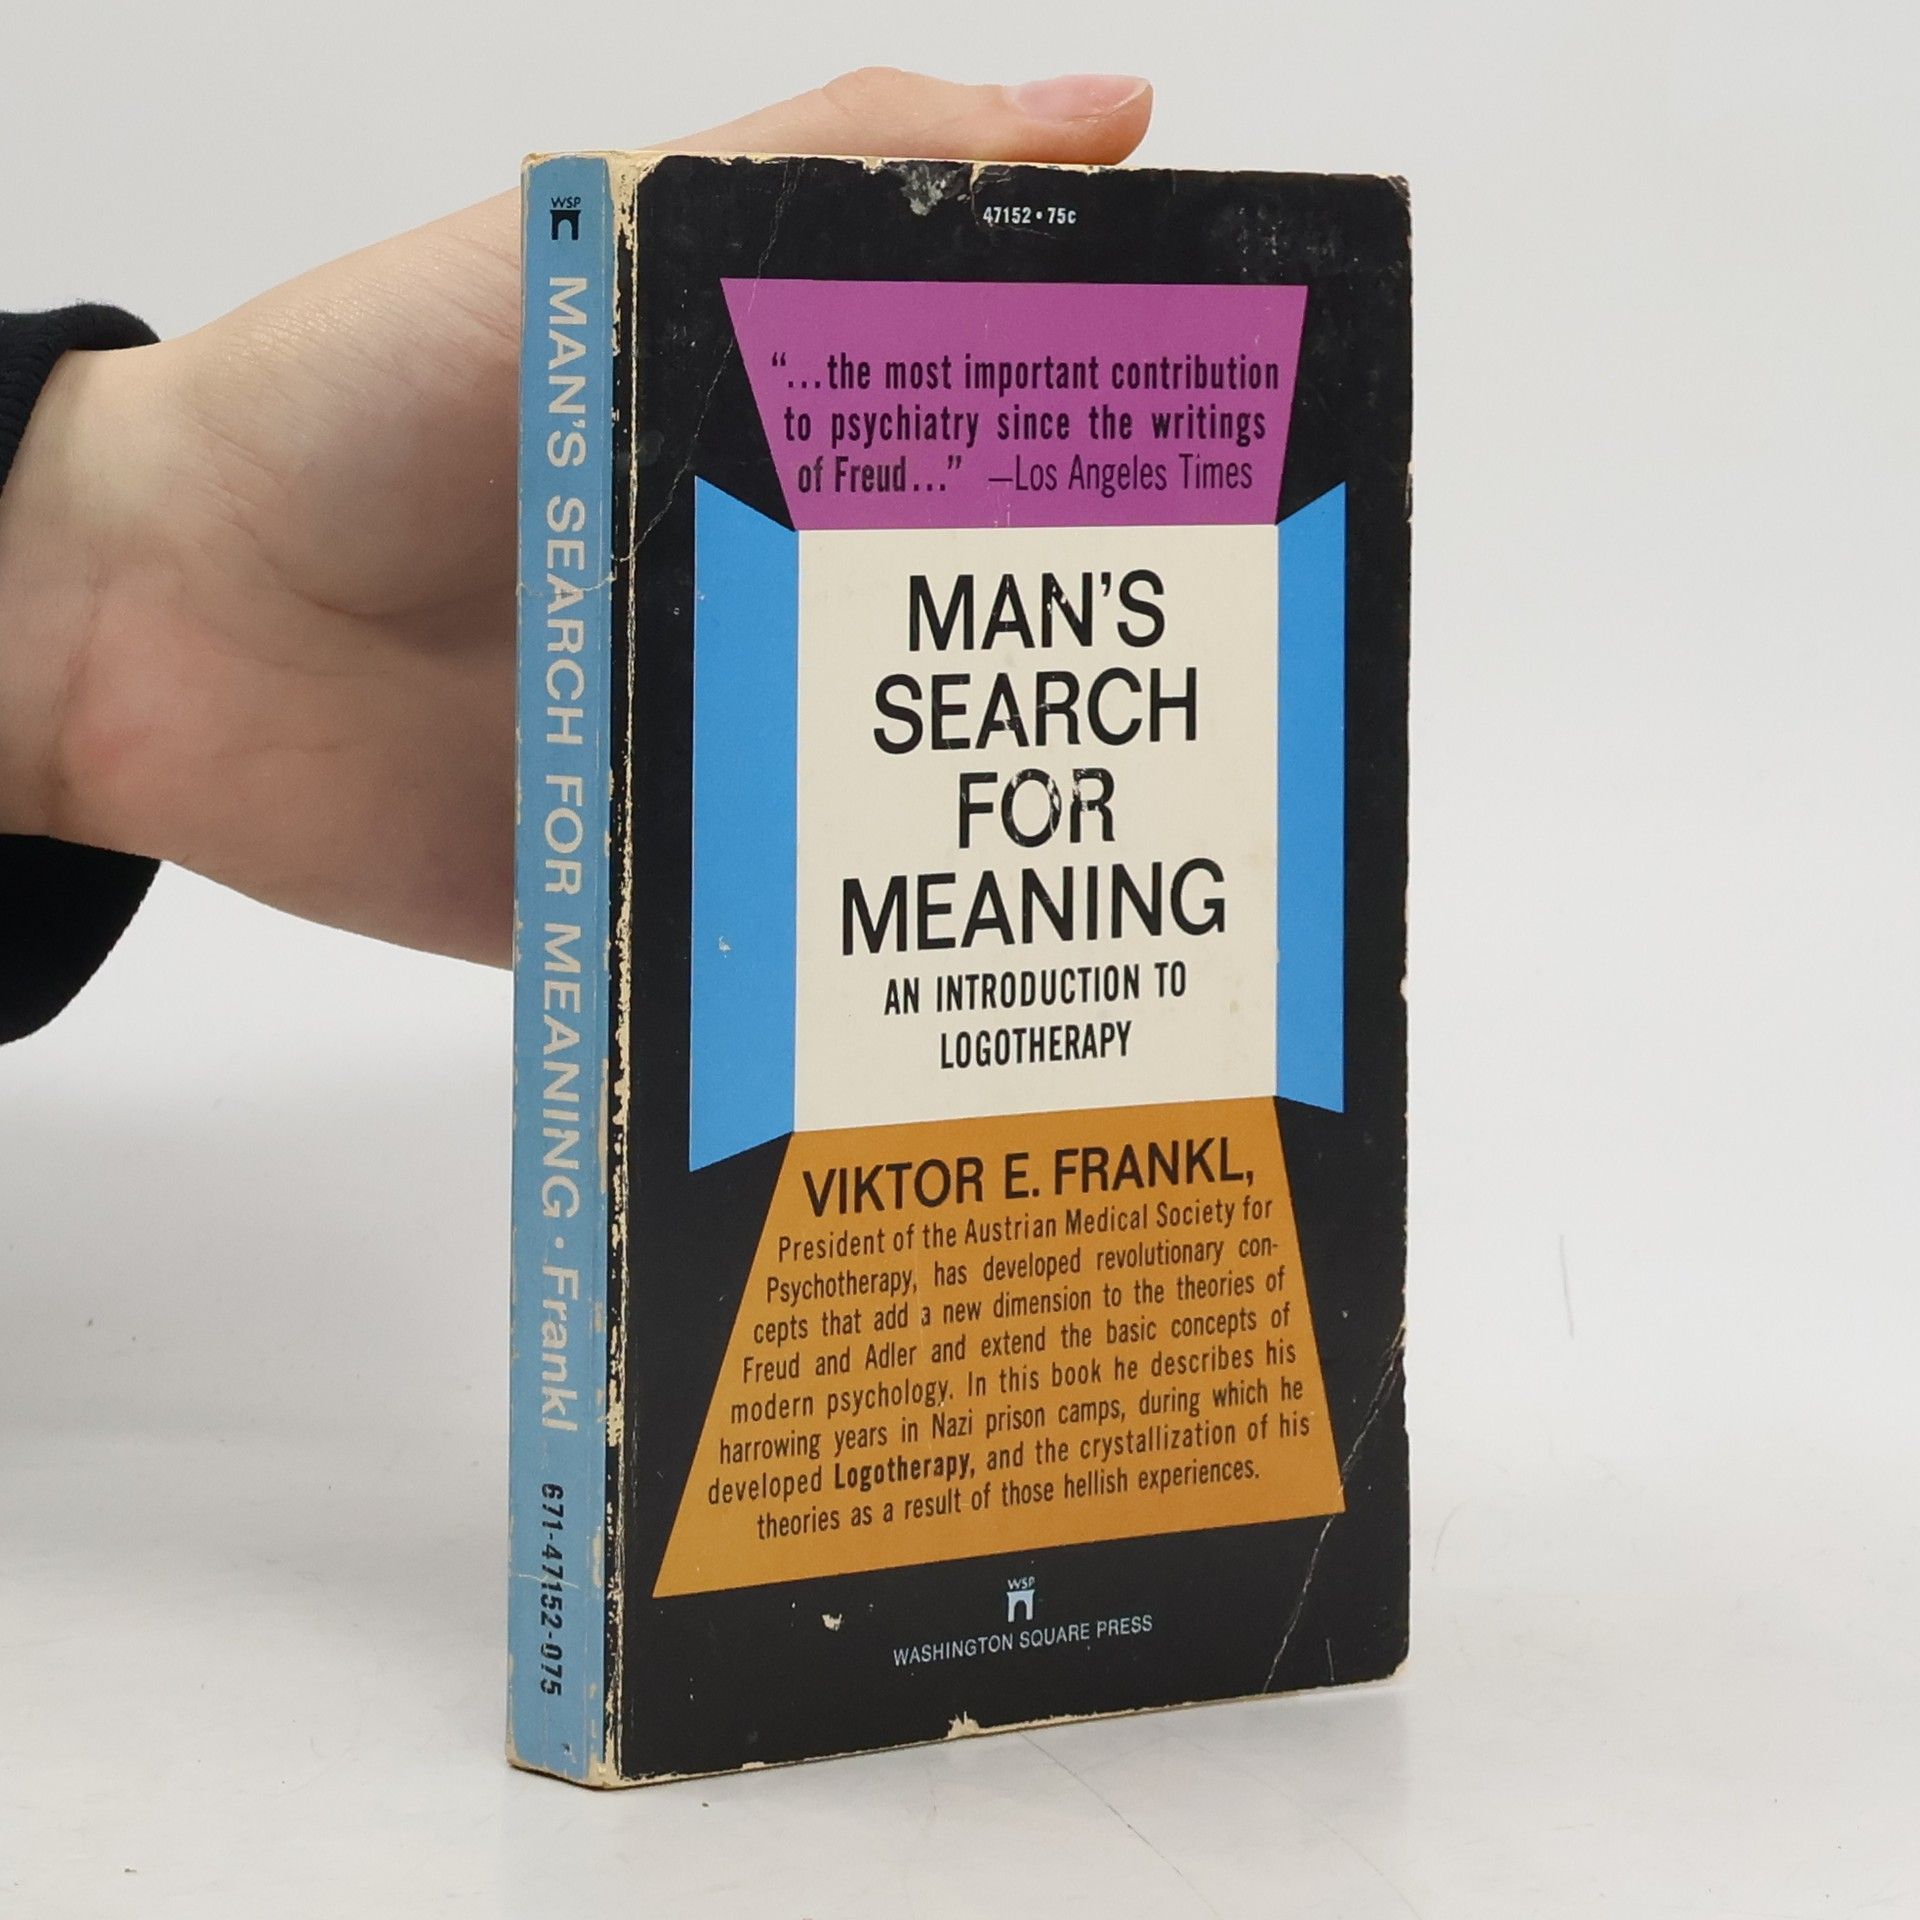 WSP
MAN'S SEARCH FOR MEANING • Frankl
671-47152-075
47152 • 75c
"...the most important contribution
to psychiatry since the writings
of Freud..." —Los Angeles Times
MAN'S
SEARCH
FOR
MEANING
AN INTRODUCTION TO
LOGOTHERAPY
VIKTOR E. FRANKL,
President of the Austrian Medical Society for
Psychotherapy, has developed revolutionary con-
cepts that add a new dimension to the theories of
Freud and Adler and extend the basic concepts of
modern psychology. In this book he describes his
harrowing years in Nazi prison camps, during which he
developed Logotherapy, and the crystallization of his
theories as a result of those hellish experiences.
WSP
WASHINGTON SQUARE PRESS